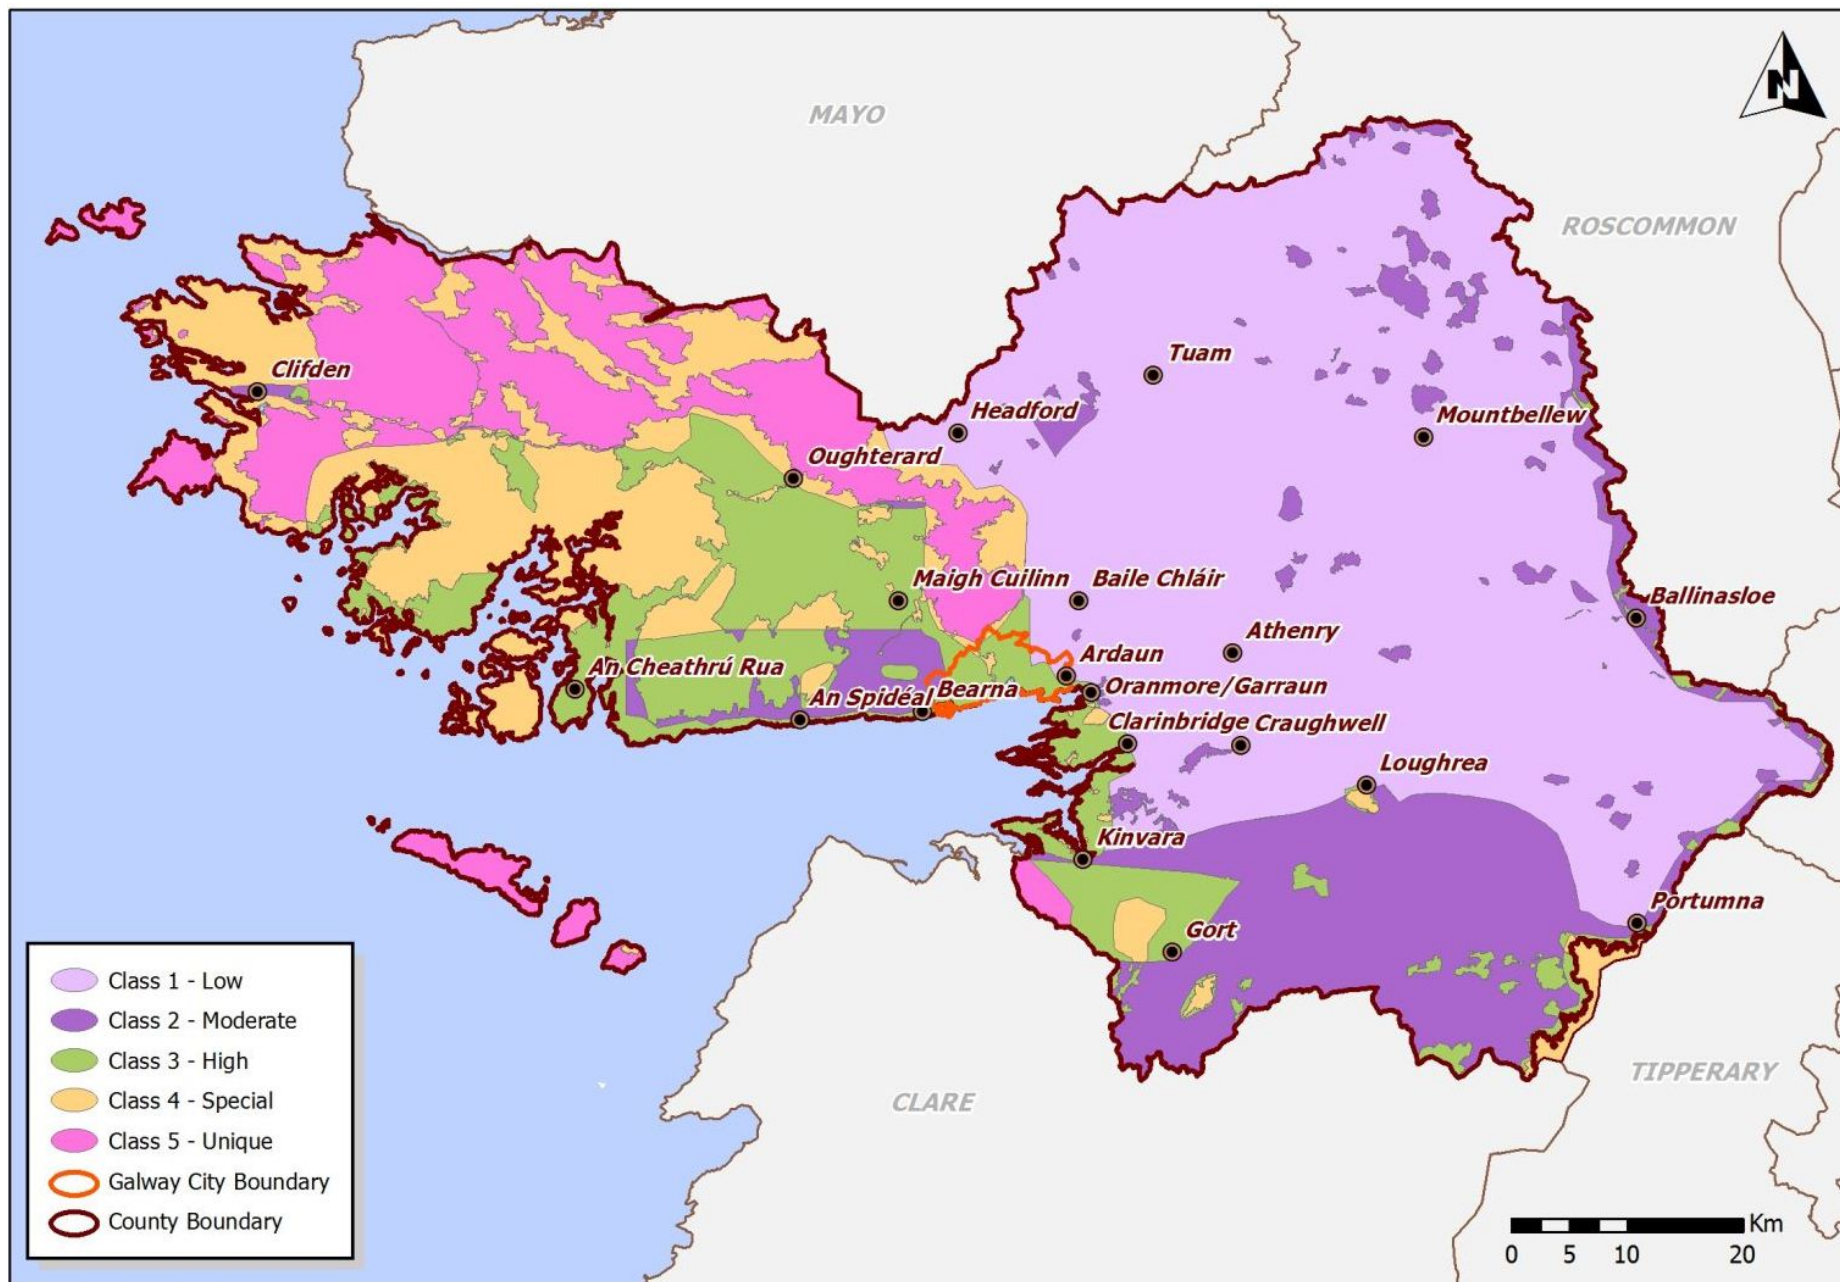 N
MAYO
ROSCOMMON
Clifden
Tuam
Headford
Mountbellew
Oughterard
Maigh Cuilinn
Baile Chláir
Ballinasloe
Athenry
Ardaun
An Cheathrú Rua
Oranmore/Garraun
An Spidéal
Bearna
Clarinbridge
Craughwell
Loughrea
Kinvara
Portumna
Gort
CLARE
TIPPERARY
Class 1 - Low
Class 2 - Moderate
Class 3 - High
Class 4 - Special
Class 5 - Unique
Galway City Boundary
County Boundary
Km
0 5 10 20